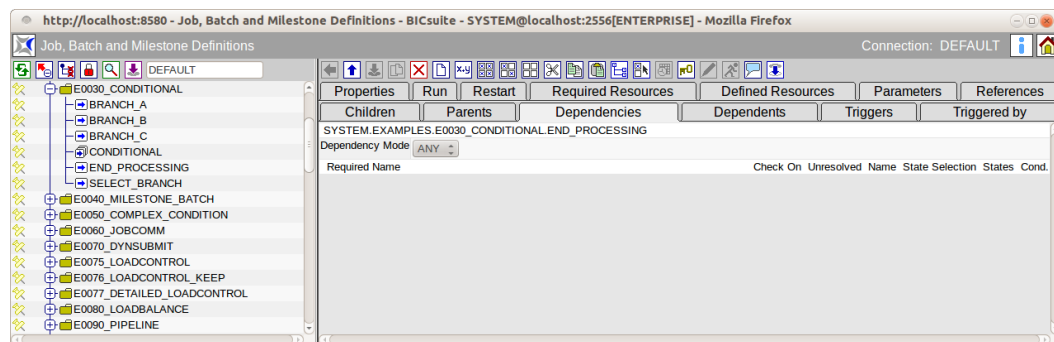 http://localhost:8580 - Job, Batch and Milestone Definitions - BICsuite - SYSTEM@localhost:2556[ENTERPRISE] - Mozilla Firefox
Job, Batch and Milestone Definitions
Connection: DEFAULT
DEFAULT
E0030_CONDITIONAL
BRANCH_A
BRANCH_B
BRANCH_C
CONDITIONAL
END_PROCESSING
SELECT_BRANCH
E0040_MILESTONE_BATCH
E0050_COMPLEX_CONDITION
E0060_JOBCOMM
E0070_DYNSUBMIT
E0075_LOADCONTROL
E0076_LOADCONTROL_KEEP
E0077_DETAILED_LOADCONTROL
E0080_LOADBALANCE
E0090_PIPELINE
Properties Run Restart Required Resources Defined Resources Parameters References
Children Parents Dependencies Dependents Triggers Triggered by
SYSTEM.EXAMPLES.E0030_CONDITIONAL.END_PROCESSING
Dependency Mode ANY
Required Name Check On Unresolved Name State Selection States Cond.